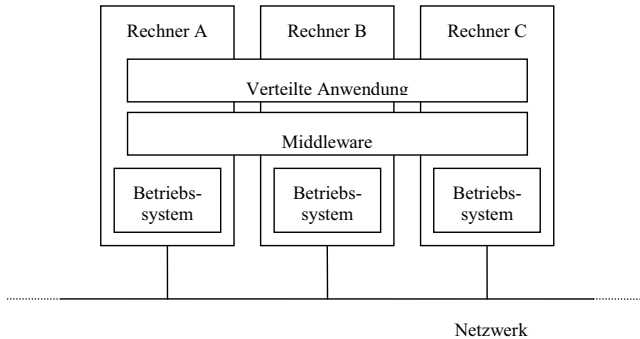 Rechner A
Rechner B
Rechner C
Verteilte Anwendung
Middleware
Betriebs-
system
Betriebs-
system
Betriebs-
system
Netzwerk